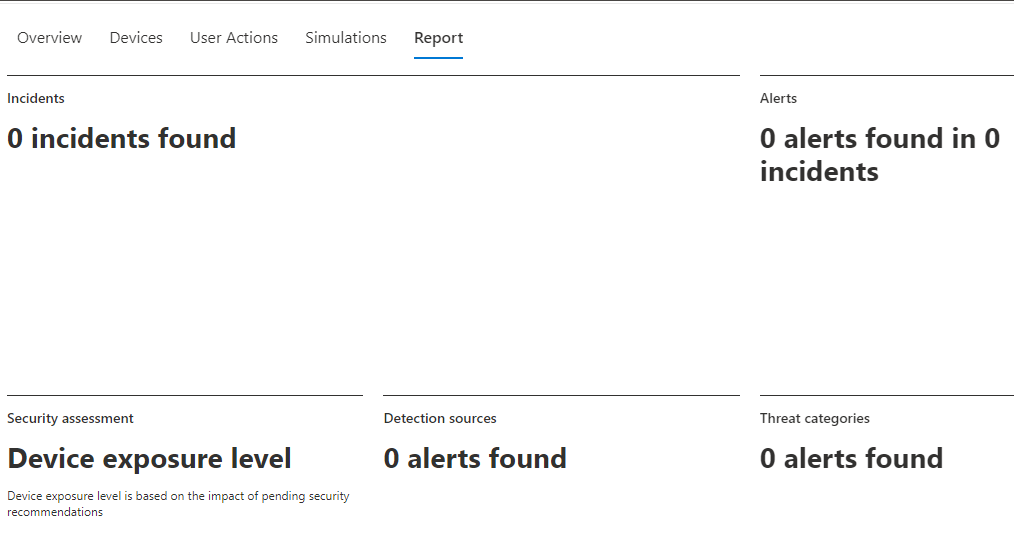 Overview Devices User Actions Simulations Report
Incidents
0 incidents found
Alerts
0 alerts found in 0
incidents
Security assessment
Device exposure level
Device exposure level is based on the impact of pending security
recommendations
Detection sources
0 alerts found
Threat categories
0 alerts found